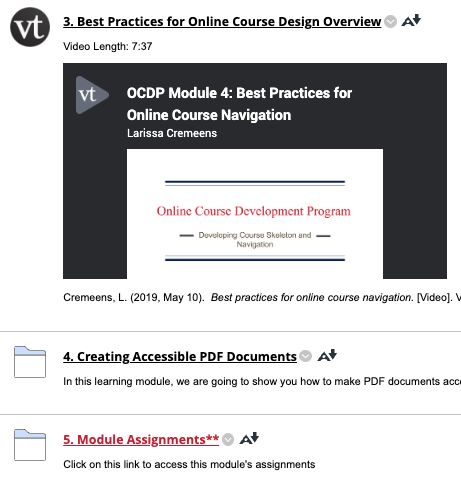 vt
3. Best Practices for Online Course Design Overview
Video Length: 7:37
vt
OCDP Module 4: Best Practices for
Online Course Navigation
Larissa Cremeens
Online Course Development Program
Developing Course Skeleton and
Navigation
Cremeens, L. (2019, May 10). Best practices for online course navigation. [Video]. V
4. Creating Accessible PDF Documents
In this learning module, we are going to show you how to make PDF documents acc
5. Module Assignments**
Click on this link to access this module's assignments